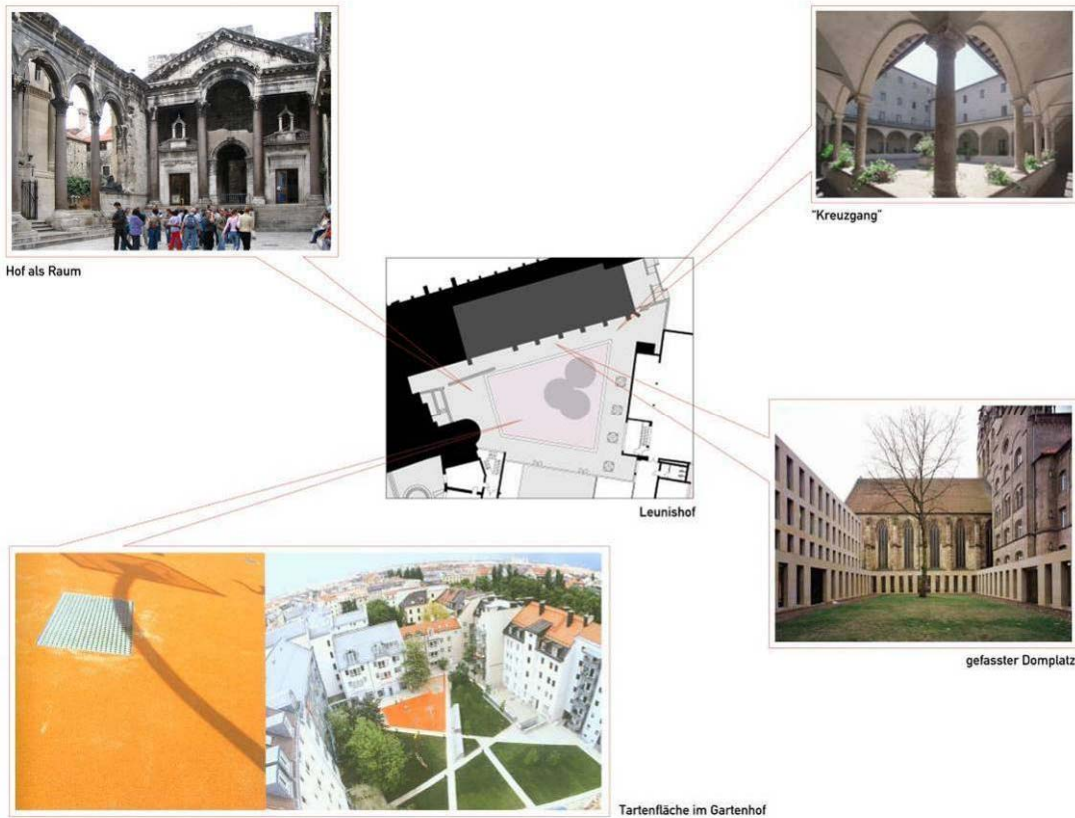 Hof als Raum
"Kreuzgang"
Leunishof
gefasster Domplatz
Tartenfläche im Gartenhof